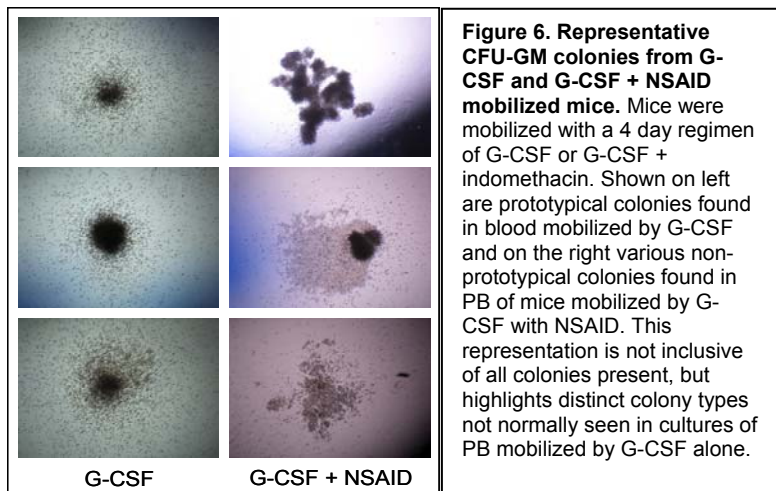 G-CSF
G-CSF + NSAID
Figure 6. Representative
CFU-GM colonies from G-
CSF and G-CSF + NSAID
mobilized mice. Mice were
mobilized with a 4 day regimen
of G-CSF or G-CSF +
indomethacin. Shown on left
are prototypical colonies found
in blood mobilized by G-CSF
and on the right various non-
prototypical colonies found in
PB of mice mobilized by G-
CSF with NSAID. This
representation is not inclusive
of all colonies present, but
highlights distinct colony types
not normally seen in cultures of
PB mobilized by G-CSF alone.